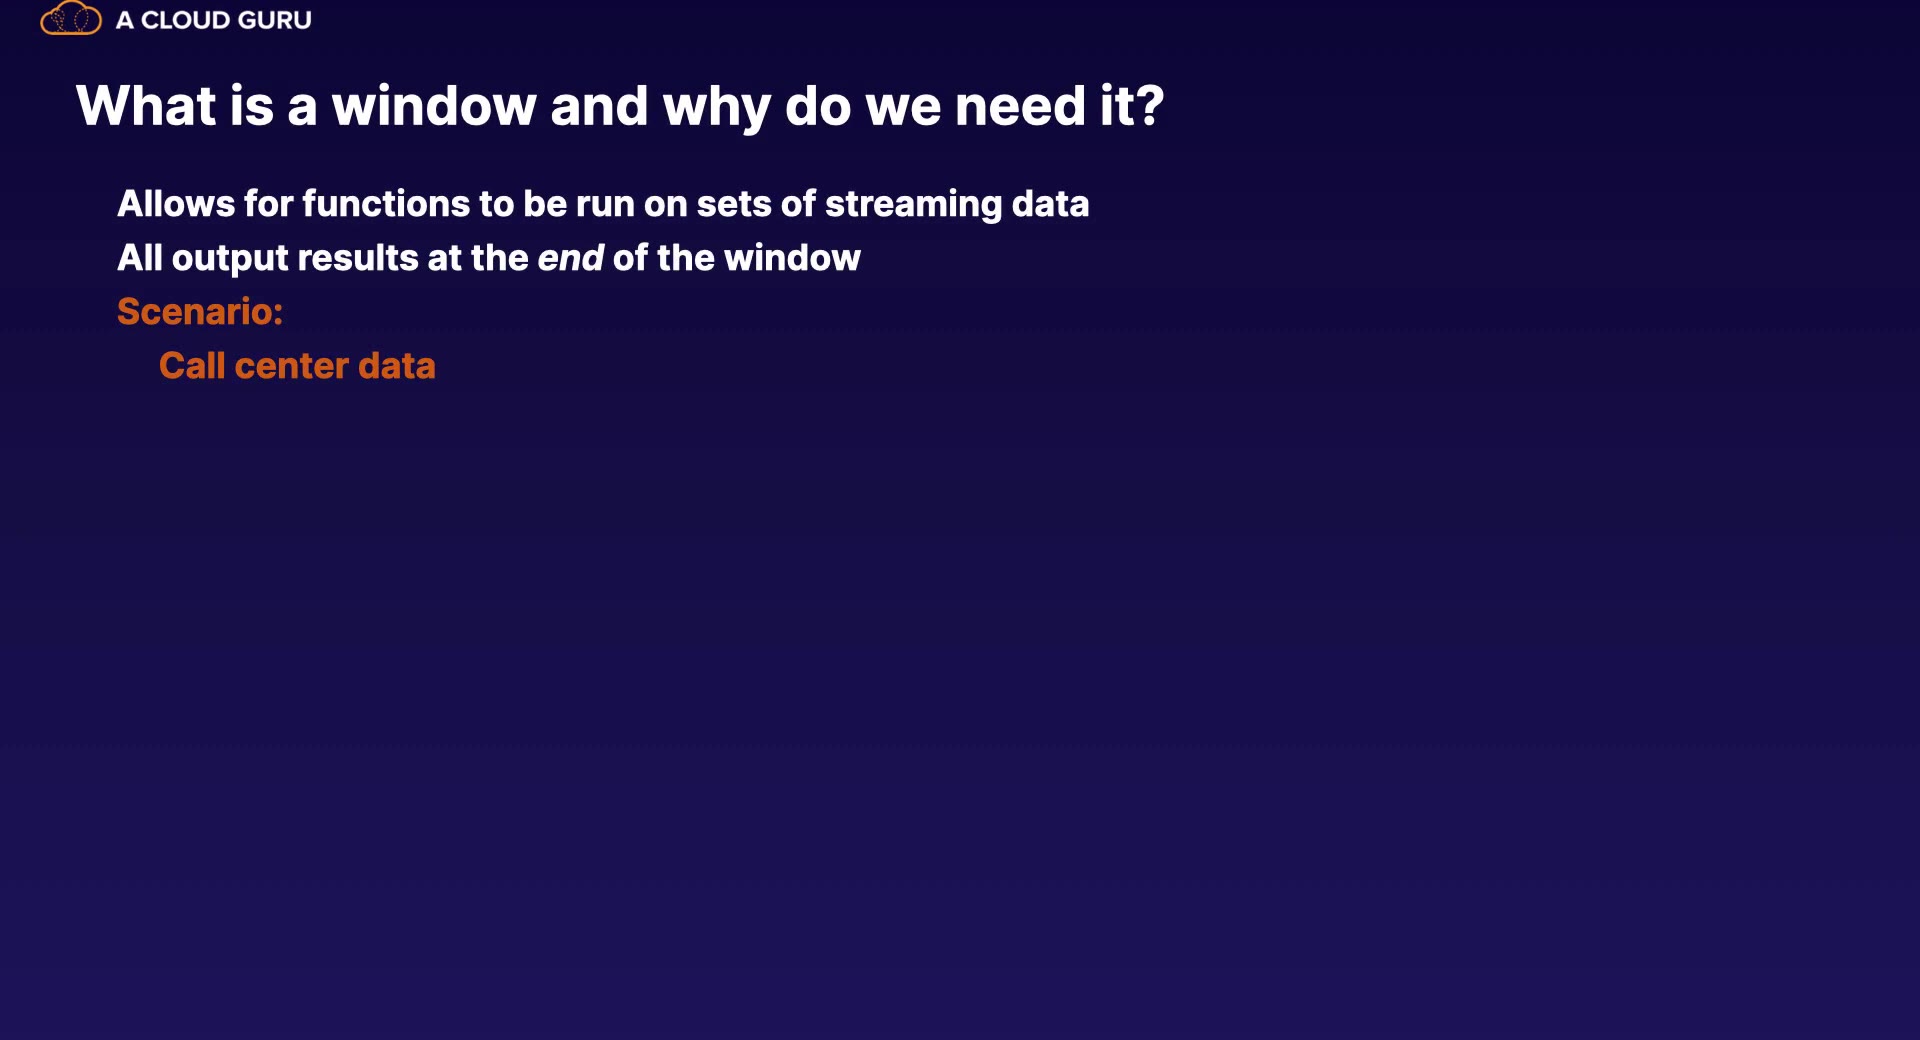 A CLOUD GURU
What is a window and why do we need it?
Allows for functions to be run on sets of streaming data
All output results at the end of the window
Scenario:
Call center data